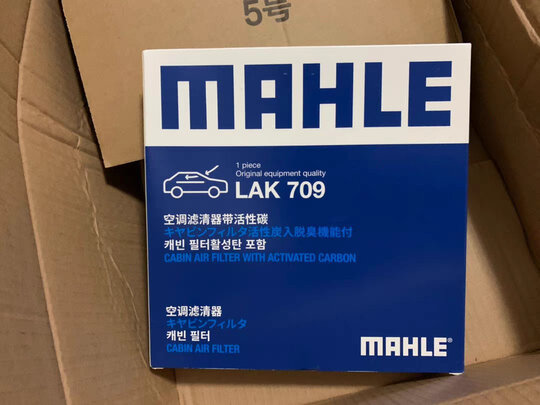 5号
MAHLE
1 piece
Original equipment quality
LAK 709
空调滤清器带活性碳
キャビンフィルタ活性炭入脱臭機能付
캐빈 필터활성탄 포함
CABIN AIR FILTER WITH ACTIVATED CARBON
空调滤清器
キャビンフィルタ
캐빈 필터
CABIN AIR FILTER
MAHLE®